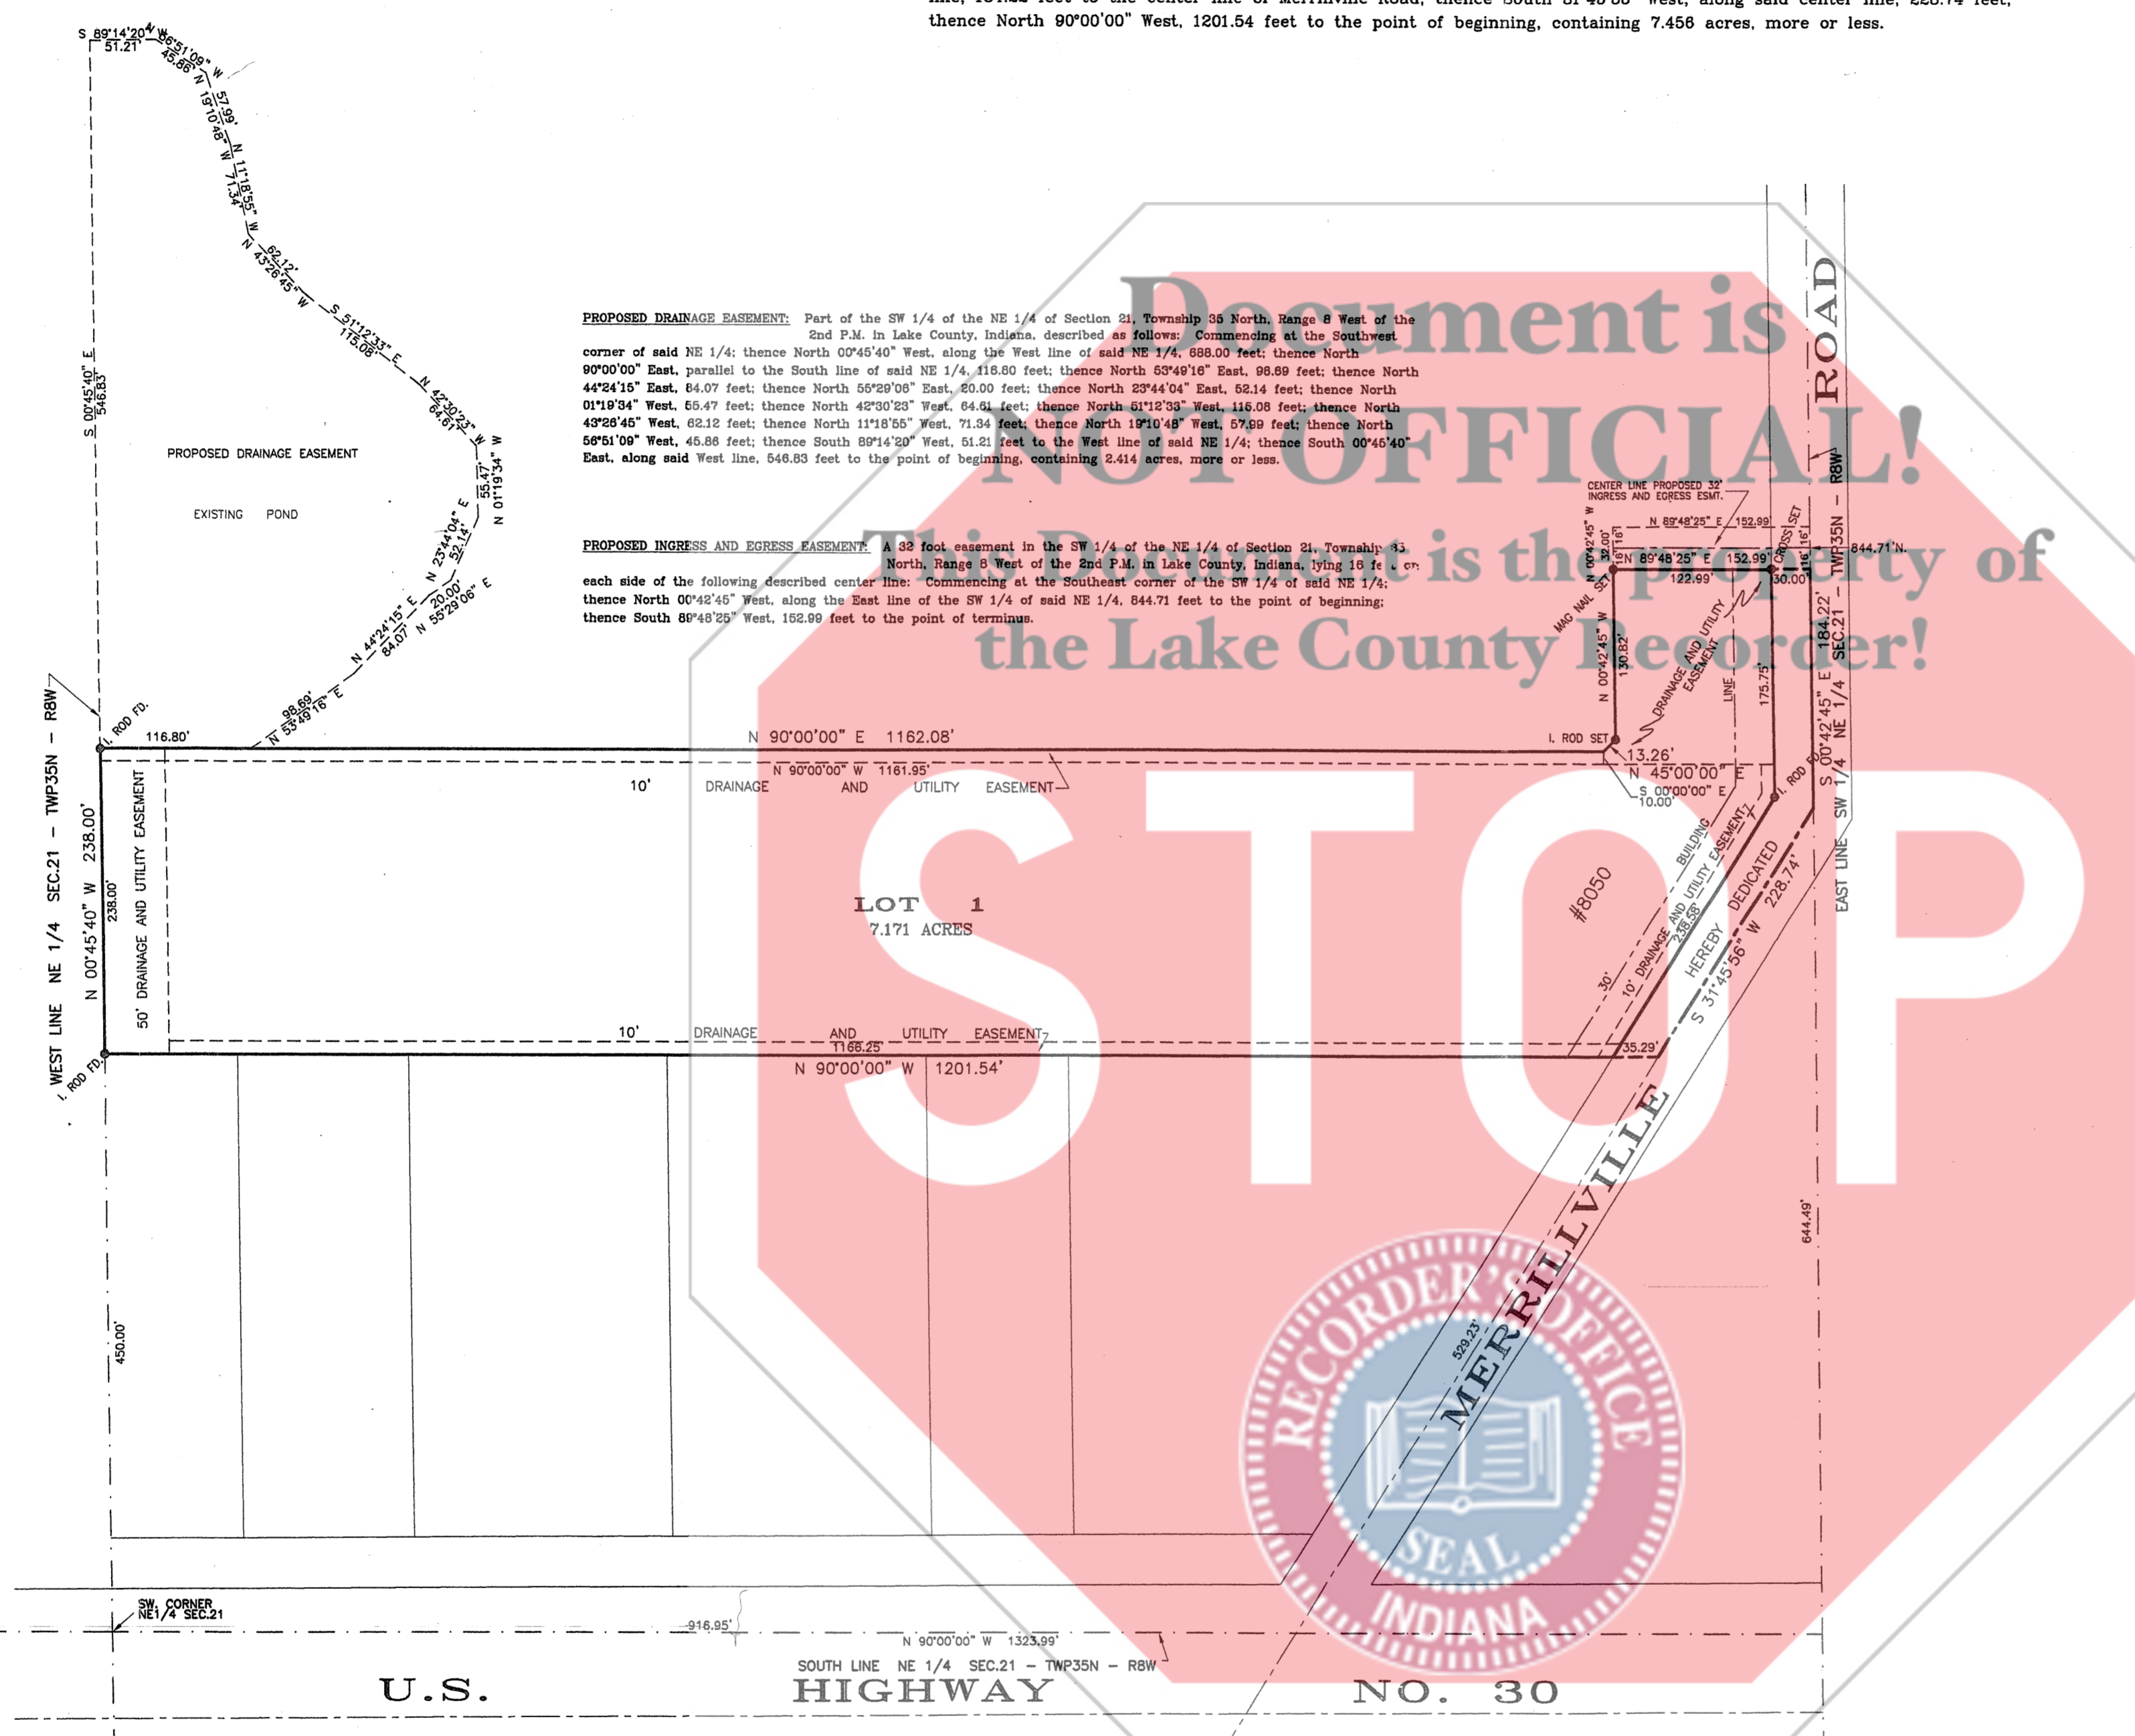 thence North 90°00'00" West, 1201.54 feet to the point of beginning, containing 7.456 acres, more or less.
S 89°14'20" W
51.21'
56°51'09" W
45.86'
57.99'
N 19°10'48" W
N 11°18'55" W
71.34'
62.12'
N 43°26'45" W
S 51°12'33" E
115.08'
N 42°30'23" W
64.61'
55.47'
N 01°19'34" W
N 23°44'04" E
52.14'
20.00'
N 55°29'06" E
N 44°24'15" E
84.07'
98.69'
N 53°49'16" E
S 00°45'40" E
546.83'
PROPOSED DRAINAGE EASEMENT
EXISTING POND
PROPOSED DRAINAGE EASEMENT: Part of the SW 1/4 of the NE 1/4 of Section 21, Township 35 North, Range 8 West of the
2nd P.M. in Lake County, Indiana, described as follows: Commencing at the Southwest
corner of said NE 1/4; thence North 00°45'40" West, along the West line of said NE 1/4, 688.00 feet; thence North
90°00'00" East, parallel to the South line of said NE 1/4, 116.80 feet; thence North 53°49'16" East, 98.69 feet; thence North
44°24'15" East, 84.07 feet; thence North 55°29'06" East, 20.00 feet; thence North 23°44'04" East, 52.14 feet; thence North
01°19'34" West, 55.47 feet; thence North 42°30'23" West, 64.61 feet; thence North 51°12'33" West, 115.08 feet; thence North
43°26'45" West, 62.12 feet; thence North 11°18'55" West, 71.34 feet; thence North 19°10'48" West, 57.99 feet; thence North
56°51'09" West, 45.86 feet; thence South 89°14'20" West, 51.21 feet to the West line of said NE 1/4; thence South 00°45'40"
East, along said West line, 546.83 feet to the point of beginning, containing 2.414 acres, more or less.
PROPOSED INGRESS AND EGRESS EASEMENT: A 32 foot easement in the SW 1/4 of the NE 1/4 of Section 21, Township
North, Range 8 West of the 2nd P.M. in Lake County, Indiana, lying 16 on
each side of the following described center line: Commencing at the Southeast corner of the SW 1/4 of said NE 1/4;
thence North 00°42'45" West, along the East line of the SW 1/4 of said NE 1/4, 844.71 feet to the point of beginning;
thence South 89°48'25" West, 152.99 feet to the point of terminus.
Document is
NOT OFFICIAL!
This Document is the property of
the Lake County Recorder!
STOP
RECORDER'S OFFICE
SEAL
INDIANA
ROAD
CENTER LINE PROPOSED 32'
INGRESS AND EGRESS ESMT.
N 89°48'25" E 152.99'
N 00°42'45" W
32.00'
16'
16'
N 89°48'25" E 152.99'
122.99'
30.00'
CROSS SET
16'
16'
844.71'N.
MAG NAIL SET
N 00°42'45" W
130.82'
DRAINAGE AND UTILITY
EASEMENT
LINE
175.75'
S 00°42'45" E 184.22'
EAST LINE SW 1/4 NE 1/4 SEC.21 - TWP35N - R8W
I. ROD SET
13.26'
N 45°00'00" E
S 00°00'00" E
10.00'
I. ROD FD.
WEST LINE NE 1/4 SEC.21 - TWP35N - R8W
I. ROD FD.
116.80'
N 90°00'00" E 1162.08'
N 90°00'00" W 1161.95'
10' DRAINAGE AND UTILITY EASEMENT
N 00°45'40" W 238.00'
238.00'
50' DRAINAGE AND UTILITY EASEMENT
LOT 1
7.171 ACRES
#8050
BUILDING
30'
10' DRAINAGE AND UTILITY EASEMENT
238.58'
HEREBY DEDICATED
S 31°45'56" W 228.74'
10' DRAINAGE AND UTILITY EASEMENT
1166.25'
35.29'
N 90°00'00" W 1201.54'
I. ROD FD.
MERRILLVILLE
529.23'
644.49'
450.00'
SW. CORNER
NE1/4 SEC.21
916.95'
N 90°00'00" W 1323.99'
SOUTH LINE NE 1/4 SEC.21 - TWP35N - R8W
U.S. HIGHWAY NO. 30